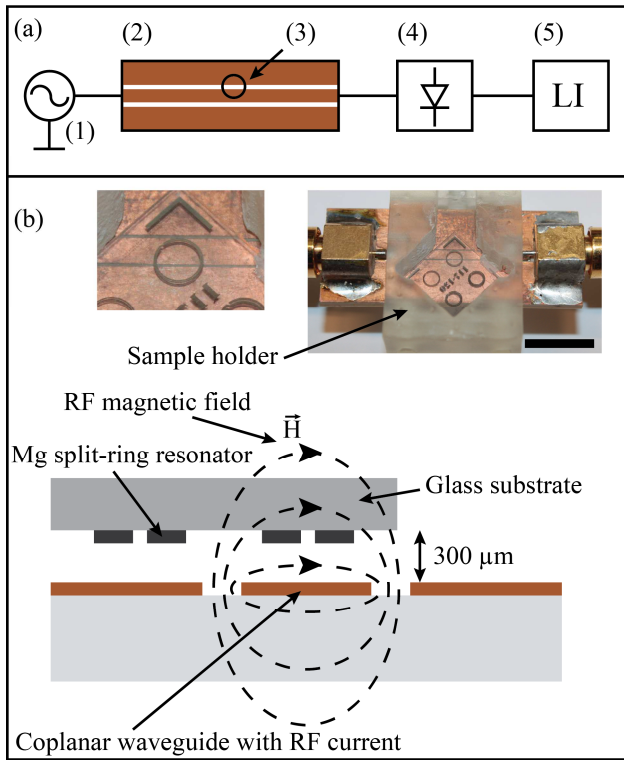 (a)
(2)
(3)
(4)
(5)
(1)
LI
(b)
Sample holder
RF magnetic field
H
Mg split-ring resonator
Glass substrate
300 µm
Coplanar waveguide with RF current